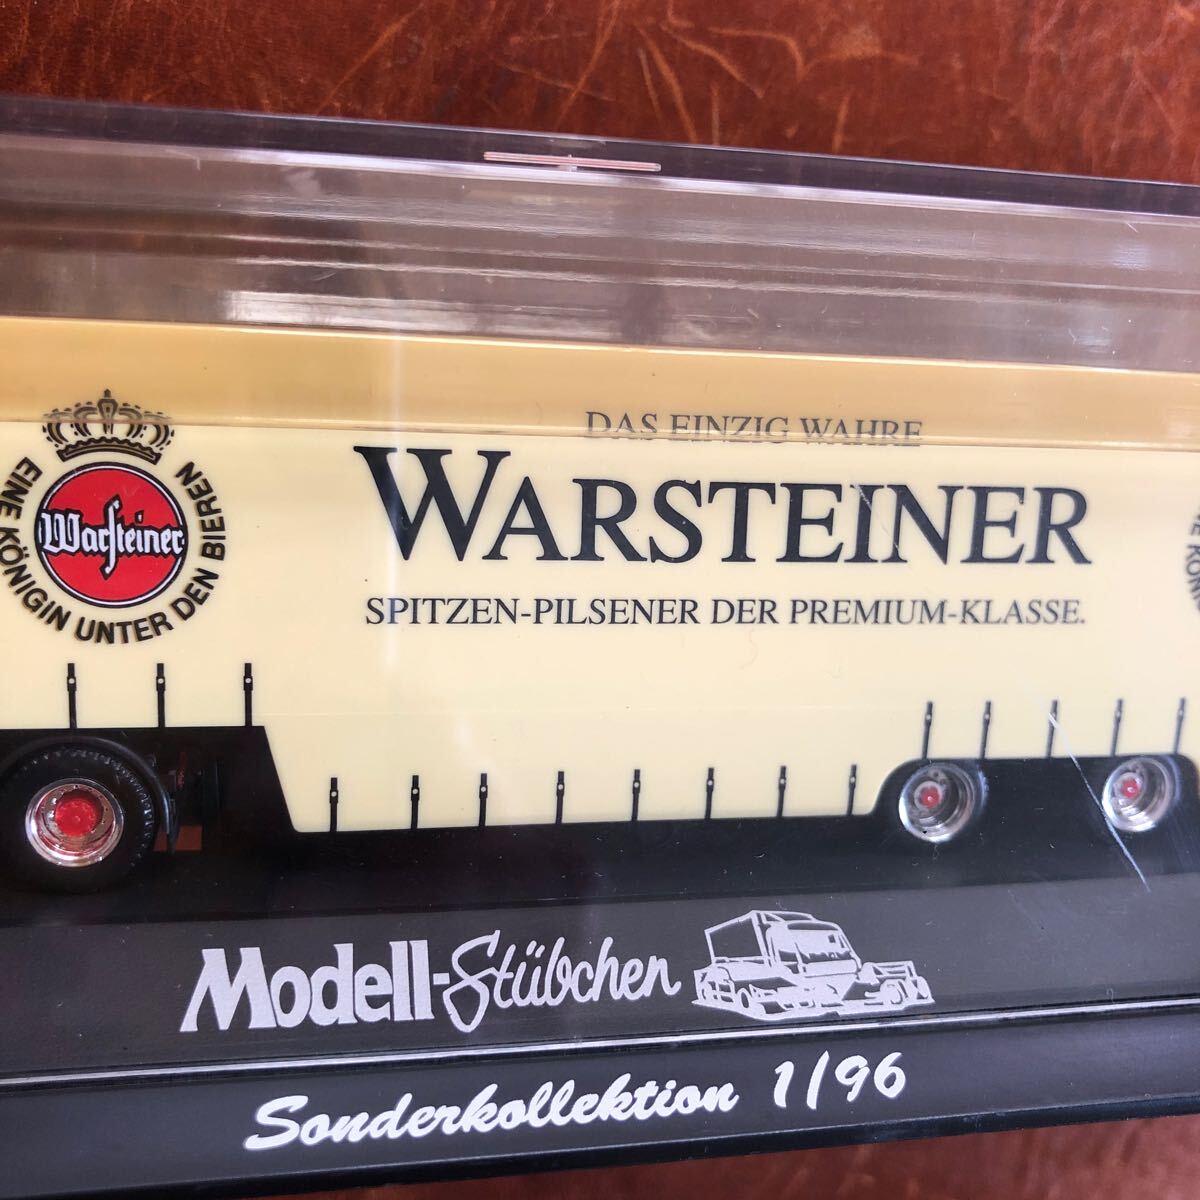 DAS EINZIG WAHRE
WARSTEINER
SPITZEN-PILSENER DER PREMIUM-KLASSE.
Warsteiner
EINE KÖNIGIN UNTER DEN BIEREN
Modell-Stübchen
Sonderkollektion 1/96